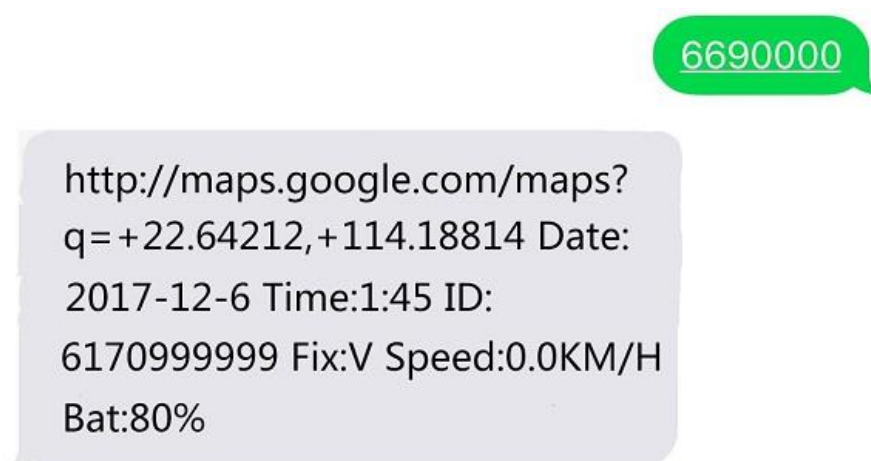 6690000
http://maps.google.com/maps?
q=+22.64212,+114.18814 Date:
2017-12-6 Time:1:45 ID:
6170999999 Fix:V Speed:0.0KM/H
Bat:80%